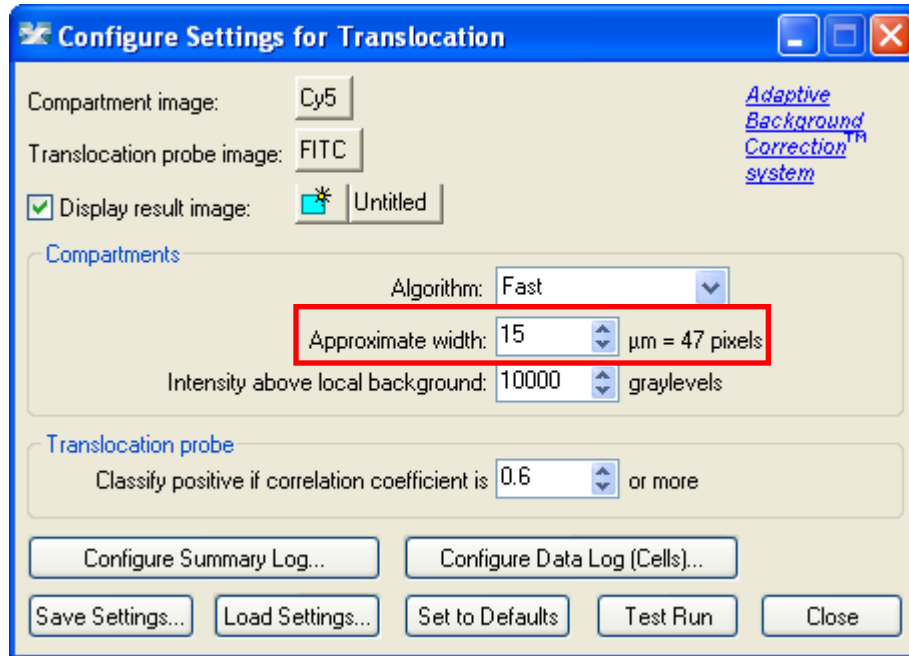 Configure Settings for Translocation
Compartment image: Cy5
Adaptive
Background
Correction™
system
Translocation probe image: FITC
Display result image: Untitled
Compartments
Algorithm: Fast
Approximate width: 15 µm = 47 pixels
Intensity above local background: 10000 graylevels
Translocation probe
Classify positive if correlation coefficient is 0.6 or more
Configure Summary Log... Configure Data Log (Cells)...
Save Settings... Load Settings... Set to Defaults Test Run Close